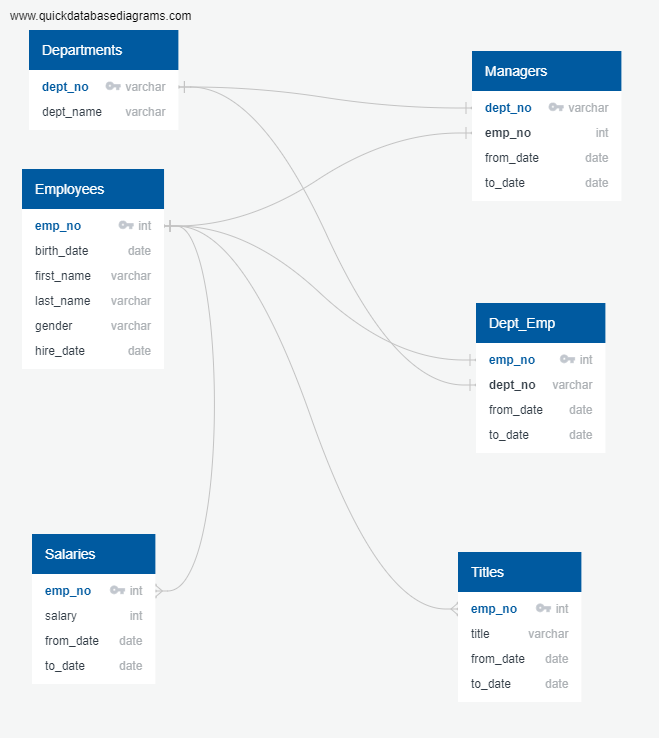 www.quickdatabasediagrams.com
Departments
dept_no varchar
dept_name varchar
Managers
dept_no varchar
emp_no int
from_date date
to_date date
Employees
emp_no int
birth_date date
first_name varchar
last_name varchar
gender varchar
hire_date date
Dept_Emp
emp_no int
dept_no varchar
from_date date
to_date date
Salaries
emp_no int
salary int
from_date date
to_date date
Titles
emp_no int
title varchar
from_date date
to_date date